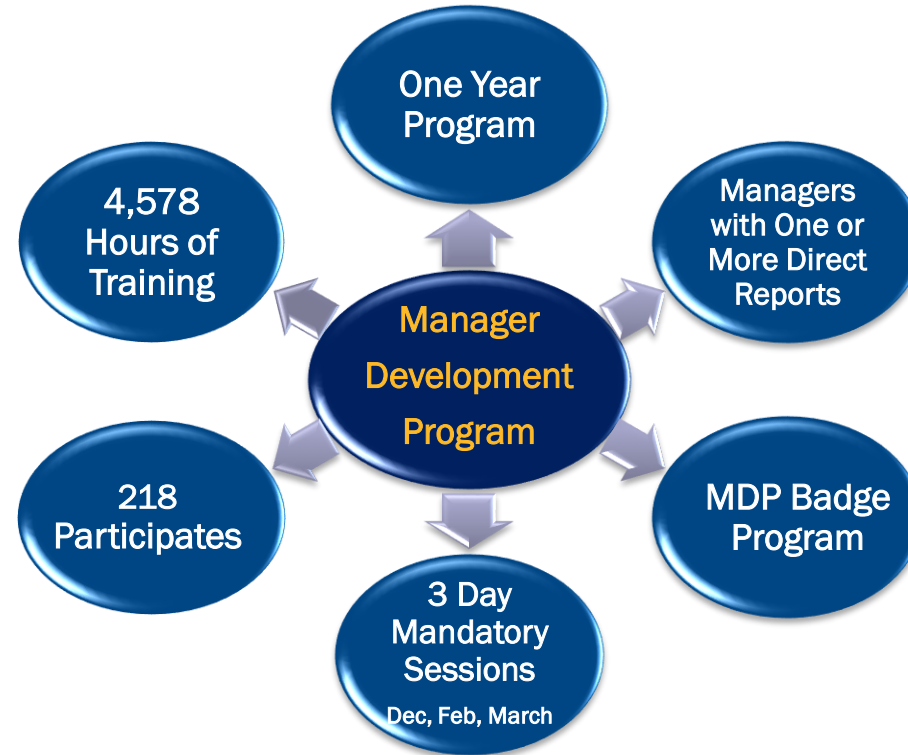 One Year
Program
4,578
Hours of
Training
Managers
with One or
More Direct
Reports
Manager
Development
Program
218
Participates
MDP Badge
Program
3 Day
Mandatory
Sessions
Dec, Feb, March